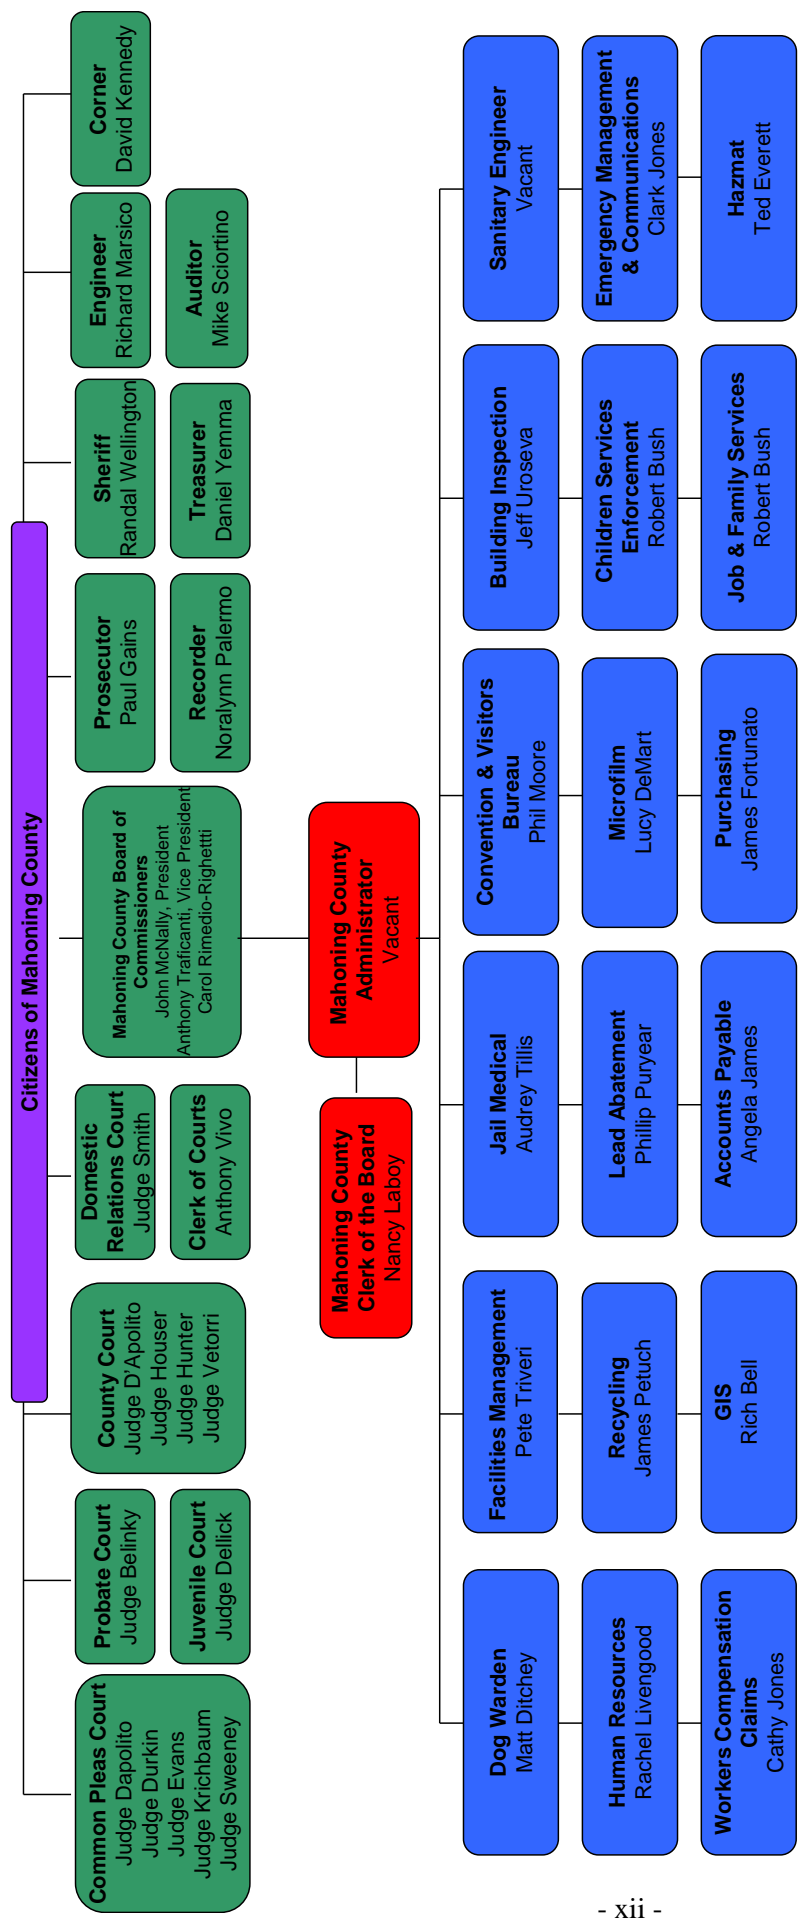 Citizens of Mahoning County
Common Pleas Court
Judge Dapolito
Judge Durkin
Judge Evans
Judge Krichbaum
Judge Sweeney
Probate Court
Judge Belinky
Juvenile Court
Judge Dellick
County Court
Judge D'Apolito
Judge Houser
Judge Hunter
Judge Vetorri
Domestic
Relations Court
Judge Smith
Clerk of Courts
Anthony Vivo
Mahoning County Board of
Commissioners
John McNally, President
Anthony Traficanti, Vice President
Carol Rimedio-Righettti
Prosecutor
Paul Gains
Recorder
Noralynn Palermo
Sheriff
Randal Wellington
Treasurer
Daniel Yemma
Engineer
Richard Marsico
Auditor
Mike Sciortino
Corner
David Kennedy
Mahoning County
Clerk of the Board
Nancy Laboy
Mahoning County
Administrator
Vacant
Dog Warden
Matt Ditchey
Facilities Management
Pete Triveri
Jail Medical
Audrey Tillis
Convention & Visitors
Bureau
Phil Moore
Building Inspection
Jeff Uroseva
Sanitary Engineer
Vacant
Human Resources
Rachel Livengood
Recycling
James Petuch
Lead Abatement
Phillip Puryear
Microfilm
Lucy DeMart
Children Services
Enforcement
Robert Bush
Emergency Management
& Communications
Clark Jones
Workers Compensation
Claims
Cathy Jones
GIS
Rich Bell
Accounts Payable
Angela James
Purchasing
James Fortunato
Job & Family Services
Robert Bush
Hazmat
Ted Everett
- xii -